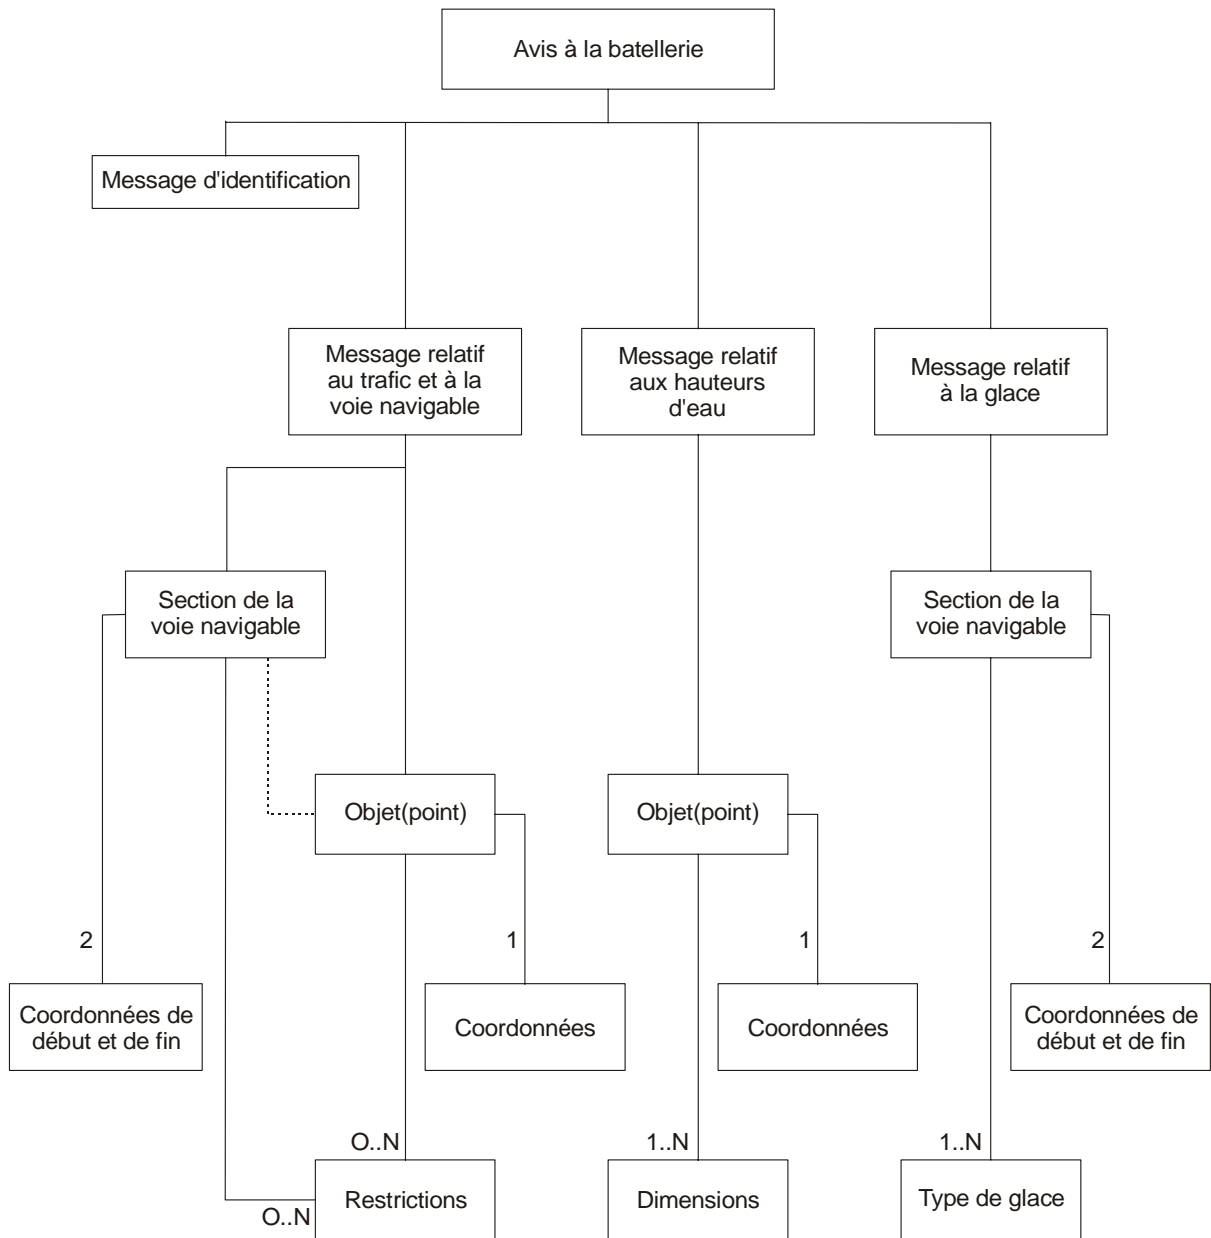 Avis à la batellerie
Message d'identification
Message relatif
au trafic et à la
voie navigable
Message relatif
aux hauteurs
d'eau
Message relatif
à la glace
Section de la
voie navigable
Section de la
voie navigable
Objet(point)
Objet(point)
2
1
1
2
Coordonnées de
début et de fin
Coordonnées
Coordonnées
Coordonnées de
début et de fin
O..N
1..N
1..N
O..N
Restrictions
Dimensions
Type de glace